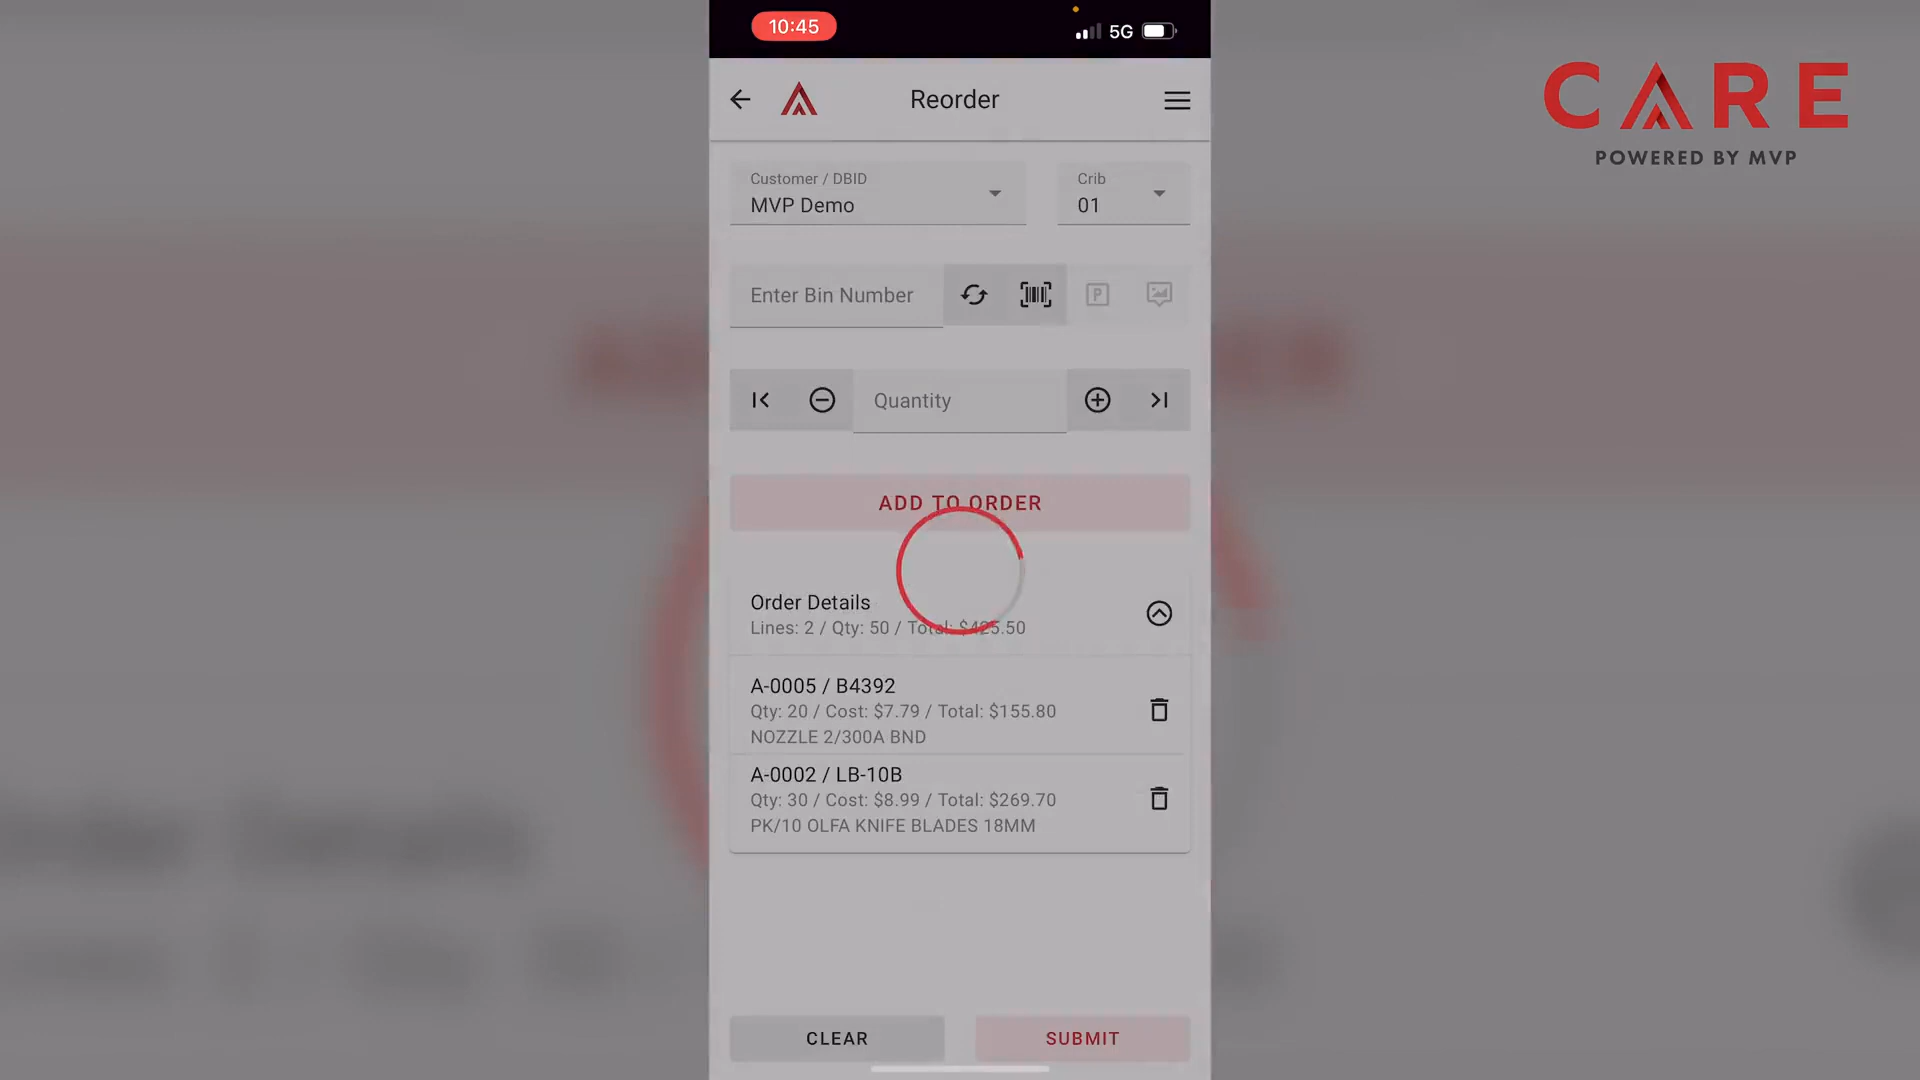 10:45
5G
CARE
POWERED BY MVP
Reorder
Customer / DBID
MVP Demo
Crib
01
Enter Bin Number
P
Quantity
ADD TO ORDER
Order Details
Lines: 2 / Qty: 50 / Total: $425.50
A-0005 / B4392
Qty: 20 / Cost: $7.79 / Total: $155.80
NOZZLE 2/300A BND
A-0002 / LB-10B
Qty: 30 / Cost: $8.99 / Total: $269.70
PK/10 OLFA KNIFE BLADES 18MM
CLEAR
SUBMIT